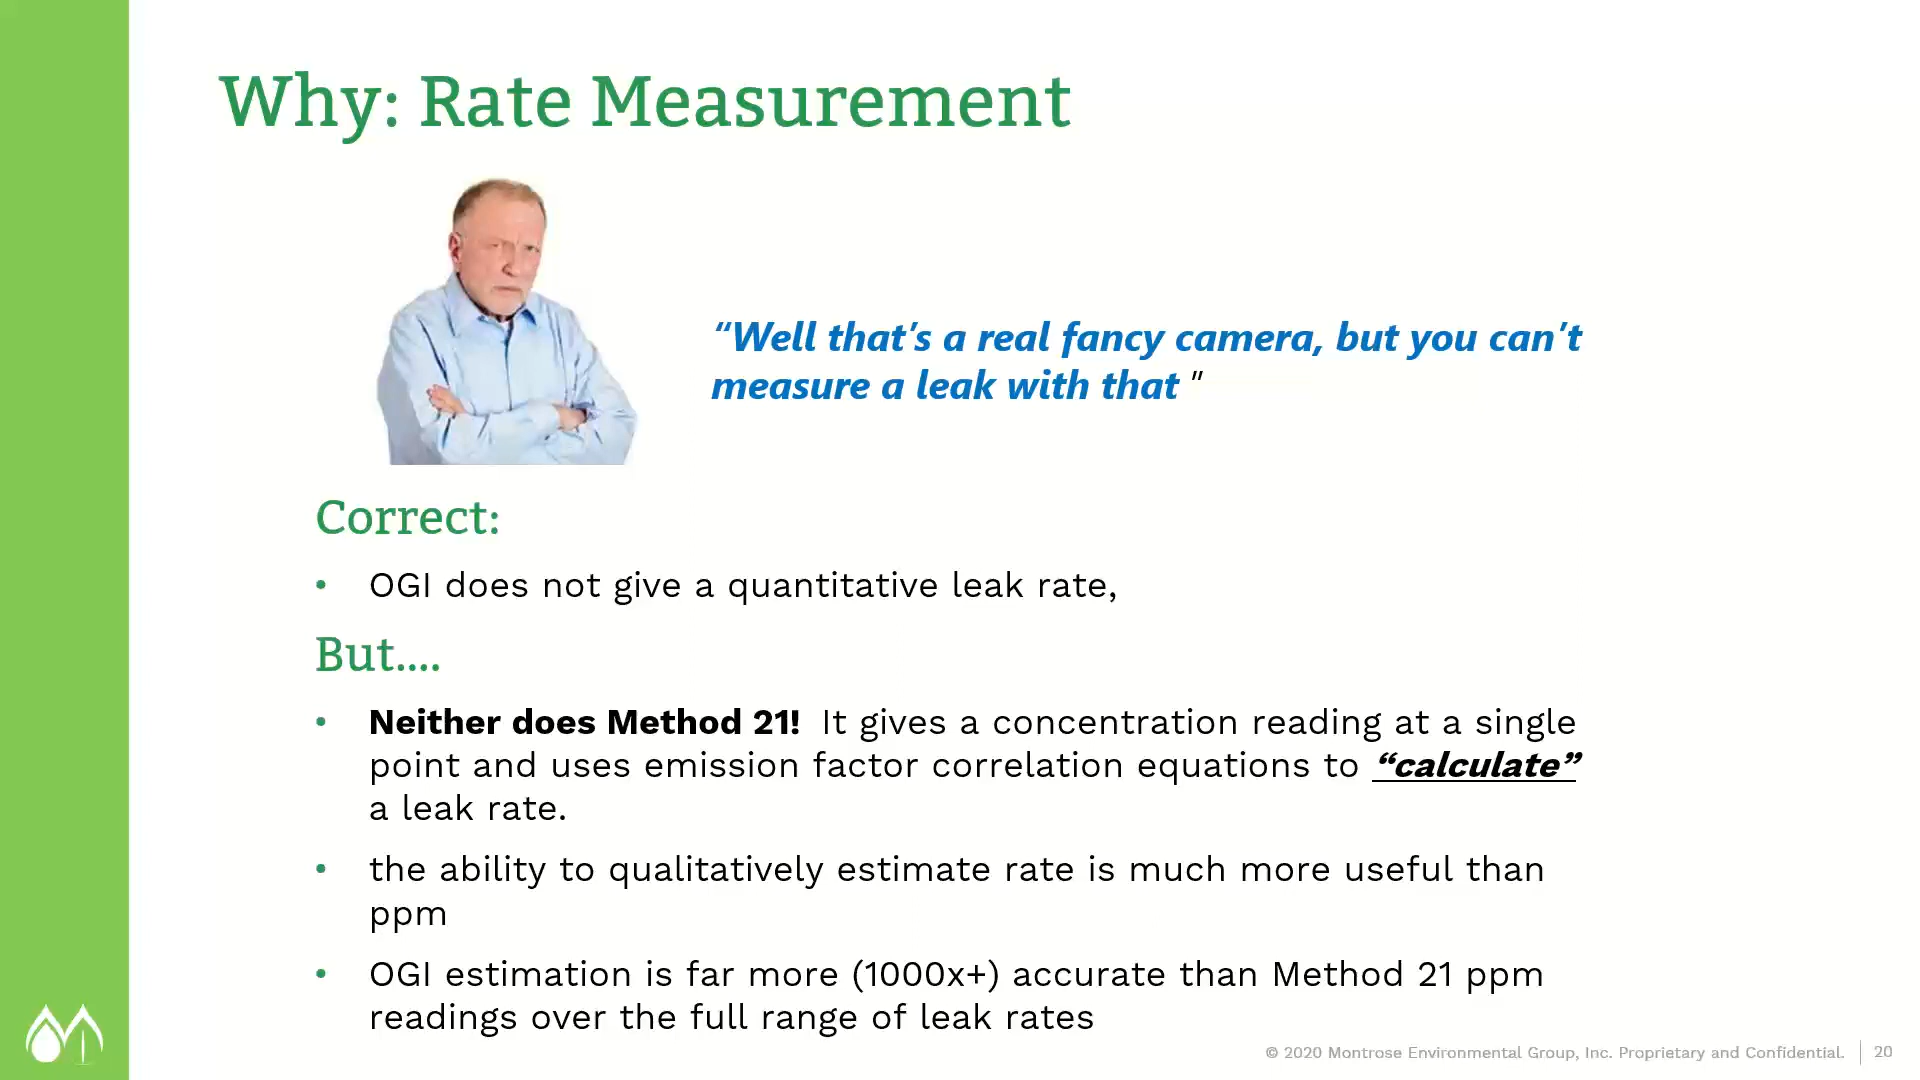 Why: Rate Measurement
“Well that’s a real fancy camera, but you can’t
measure a leak with that "
Correct:
• OGI does not give a quantitative leak rate,
But....
• Neither does Method 21!  It gives a concentration reading at a single
point and uses emission factor correlation equations to “calculate”
a leak rate.
• the ability to qualitatively estimate rate is much more useful than
ppm
• OGI estimation is far more (1000x+) accurate than Method 21 ppm
readings over the full range of leak rates
© 2020 Montrose Environmental Group, Inc. Proprietary and Confidential. 20